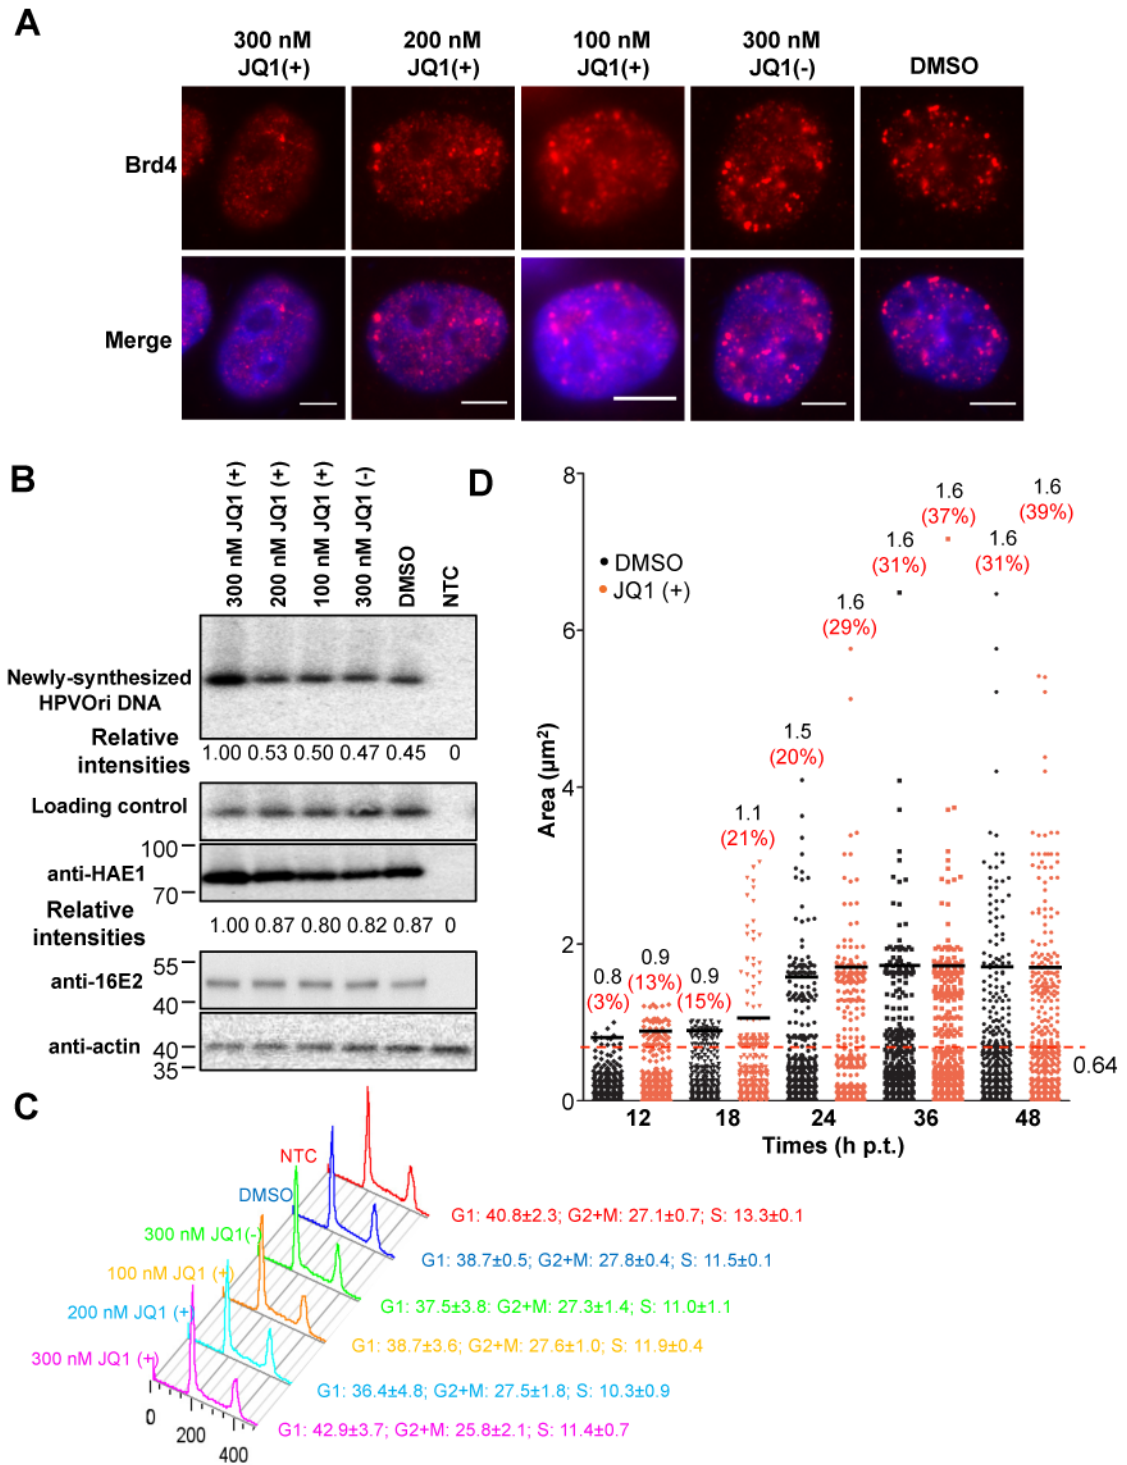 A
300 nM
JQ1(+)
200 nM
JQ1(+)
100 nM
JQ1(+)
300 nM
JQ1(-)
DMSO
Brd4
Merge
B
300 nM JQ1 (+)
200 nM JQ1 (+)
100 nM JQ1 (+)
300 nM JQ1 (-)
DMSO
NTC
Newly-synthesized
HPVOri DNA
Relative
intensities
1.00 0.53 0.50 0.47 0.45 0
Loading control
100
anti-HAE1
70
Relative
intensities
1.00 0.87 0.80 0.82 0.87 0
55
anti-16E2
40
anti-actin
40
35
C
NTC
DMSO
300 nM JQ1(-)
100 nM JQ1 (+)
200 nM JQ1 (+)
300 nM JQ1 (+)
G1: 40.8±2.3; G2+M: 27.1±0.7; S: 13.3±0.1
G1: 38.7±0.5; G2+M: 27.8±0.4; S: 11.5±0.1
G1: 37.5±3.8: G2+M: 27.3±1.4; S: 11.0±1.1
G1: 38.7±3.6; G2+M: 27.6±1.0; S: 11.9±0.4
G1: 36.4±4.8; G2+M: 27.5±1.8; S: 10.3±0.9
G1: 42.9±3.7; G2+M: 25.8±2.1; S: 11.4±0.7
0
200
400
D
8
6
4
2
0
Area (µm²)
DMSO
JQ1 (+)
0.8
(3%)
0.9
(13%)
0.9
(15%)
1.1
(21%)
1.5
(20%)
1.6
(29%)
1.6
(31%)
1.6
(37%)
1.6
(31%)
1.6
(39%)
0.64
12 18 24 36 48
Times (h p.t.)